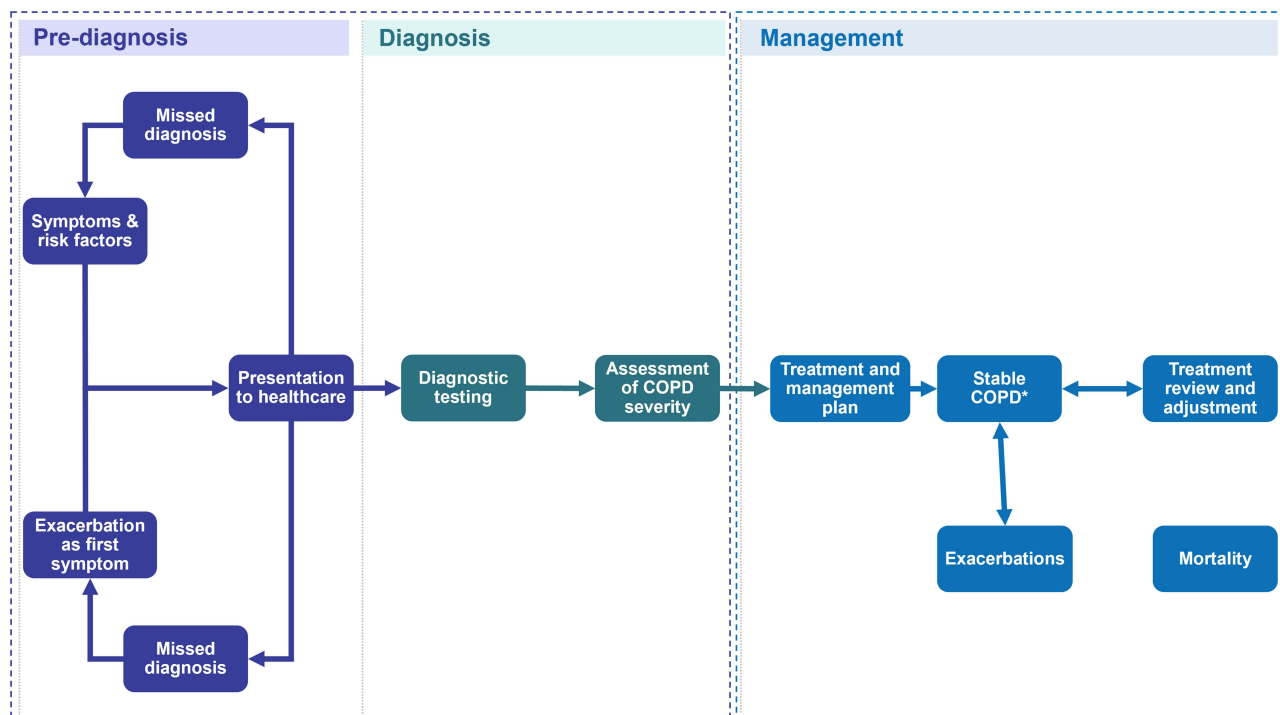 Pre-diagnosis
Diagnosis
Management
Missed
diagnosis
Symptoms &
risk factors
Presentation
to healthcare
Exacerbation
as first
symptom
Missed
diagnosis
Diagnostic
testing
Assessment
of COPD
severity
Treatment and
management
plan
Stable
COPD*
Treatment
review and
adjustment
Exacerbations
Mortality